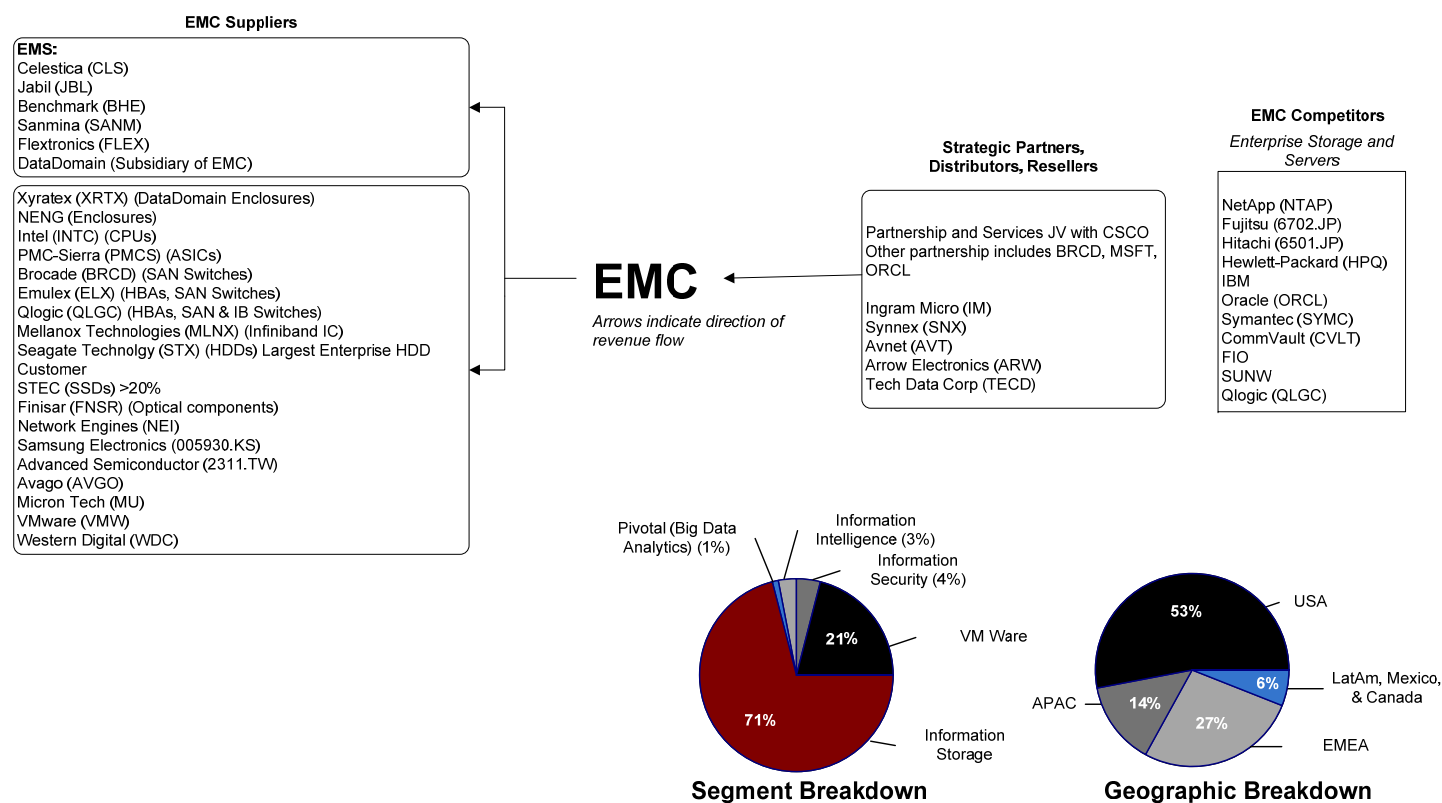 EMC Suppliers
EMS:
Celestica (CLS)
Jabil (JBL)
Benchmark (BHE)
Sanmina (SANM)
Flextronics (FLEX)
DataDomain (Subsidiary of EMC)
Xyratex (XRTX) (DataDomain Enclosures)
NENG (Enclosures)
Intel (INTC) (CPUs)
PMC-Sierra (PMCS) (ASICs)
Brocade (BRCD) (SAN Switches)
Emulex (ELX) (HBAs, SAN Switches)
Qlogic (QLGC) (HBAs, SAN & IB Switches)
Mellanox Technologies (MLNX) (Infiniband IC)
Seagate Technolgy (STX) (HDDs) Largest Enterprise HDD
Customer
STEC (SSDs) >20%
Finisar (FNSR) (Optical components)
Network Engines (NEI)
Samsung Electronics (005930.KS)
Advanced Semiconductor (2311.TW)
Avago (AVGO)
Micron Tech (MU)
VMware (VMW)
Western Digital (WDC)
EMC
Arrows indicate direction of
revenue flow
Strategic Partners,
Distributors, Resellers
Partnership and Services JV with CSCO
Other partnership includes BRCD, MSFT,
ORCL
Ingram Micro (IM)
Synnex (SNX)
Avnet (AVT)
Arrow Electronics (ARW)
Tech Data Corp (TECD)
EMC Competitors
Enterprise Storage and
Servers
NetApp (NTAP)
Fujitsu (6702.JP)
Hitachi (6501.JP)
Hewlett-Packard (HPQ)
IBM
Oracle (ORCL)
Symantec (SYMC)
CommVault (CVLT)
FIO
SUNW
Qlogic (QLGC)
Pivotal (Big Data
Analytics) (1%)
Information
Intelligence (3%)
Information
Security (4%)
21%
VM Ware
71%
Information
Storage
Segment Breakdown
53%
USA
6%
LatAm, Mexico,
& Canada
APAC
14%
27%
EMEA
Geographic Breakdown